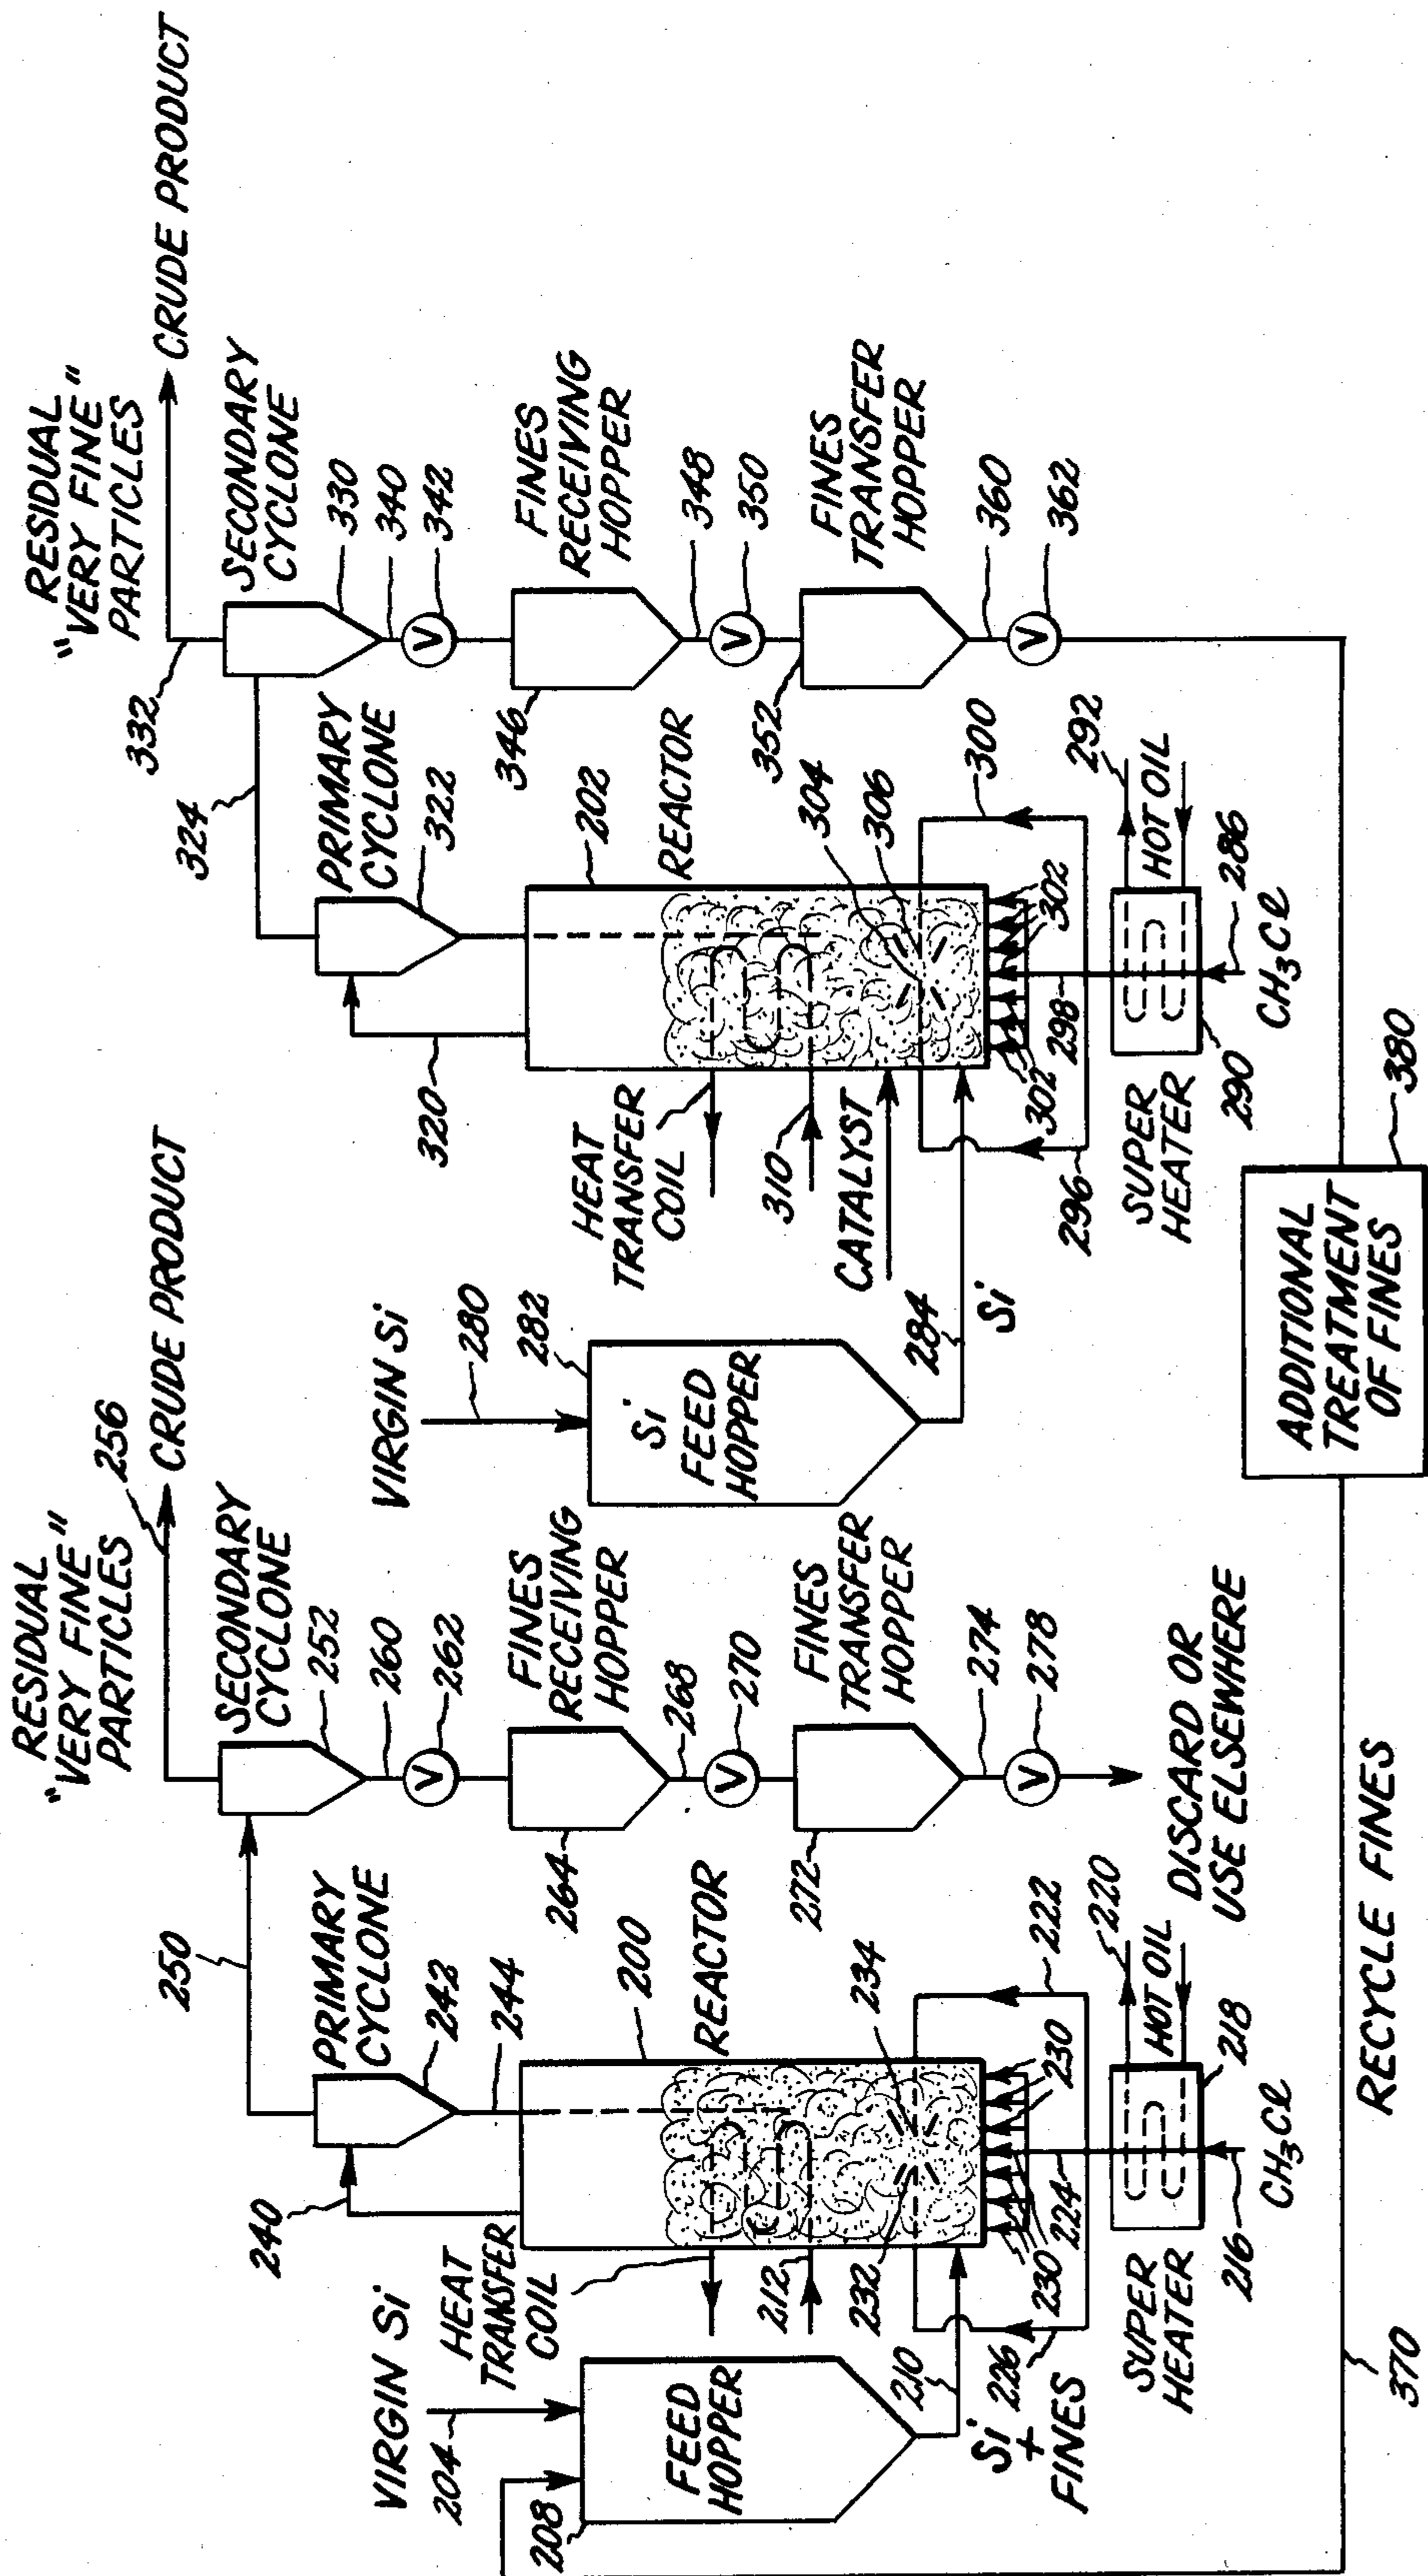 RESIDUAL
"VERY FINE"
PARTICLES
256
CRUDE PRODUCT
250
SECONDARY
CYCLONE
252
260
262
240
PRIMARY
CYCLONE
242
244
200
REACTOR
VIRGIN Si
204
208
FEED
HOPPER
HEAT
TRANSFER
COIL
212
232
234
210
Si
+
FINES
226
222
230
230
224
SUPER
HEATER
HOT OIL
220
218
216
CH₃Cl
264
FINES
RECEIVING
HOPPER
268
270
272
FINES
TRANSFER
HOPPER
274
278
V
V
V
DISCARD OR
USE ELSEWHERE
RESIDUAL
"VERY FINE"
PARTICLES
332
CRUDE PRODUCT
324
SECONDARY
CYCLONE
330
340
342
320
PRIMARY
CYCLONE
322
202
REACTOR
VIRGIN Si
280
282
Si
FEED
HOPPER
HEAT
TRANSFER
COIL
310
CATALYST
304
306
284
Si
296
300
302
302
298
SUPER
HEATER
290
HOT OIL
292
286
CH₃Cl
346
FINES
RECEIVING
HOPPER
348
350
352
FINES
TRANSFER
HOPPER
360
362
V
V
V
370
RECYCLE FINES
ADDITIONAL
TREATMENT
OF FINES
380